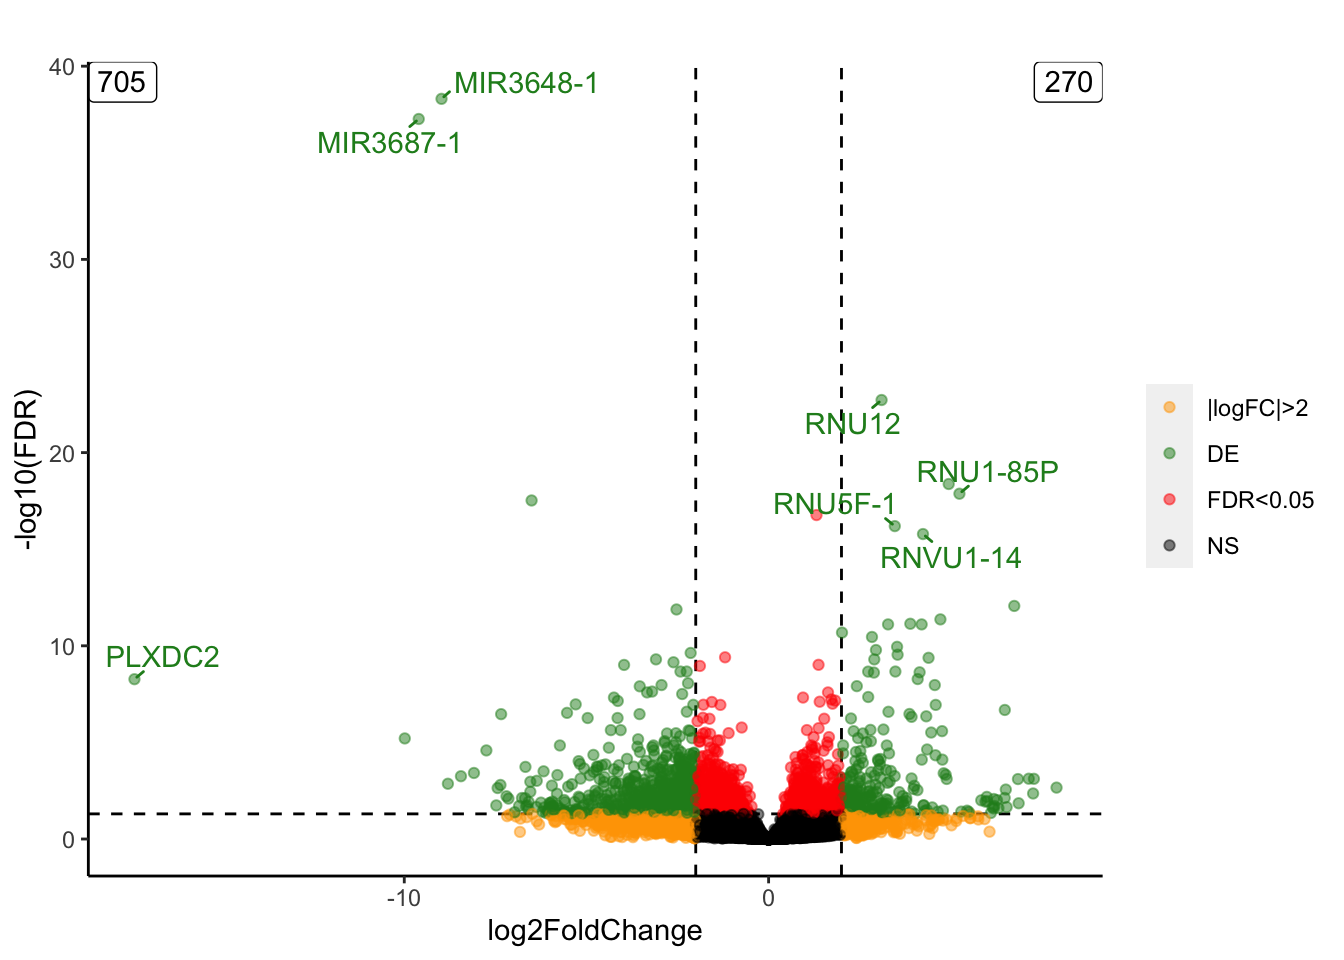 40
705
270
MIR3648-1
MIR3687-1
30
RNU12
|logFC|>2
DE
20
RNU1-85P
RNU5F-1
FDR<0.05
RNVU1-14
NS
-log10(FDR)
10
PLXDC2
0
-10
0
log2FoldChange